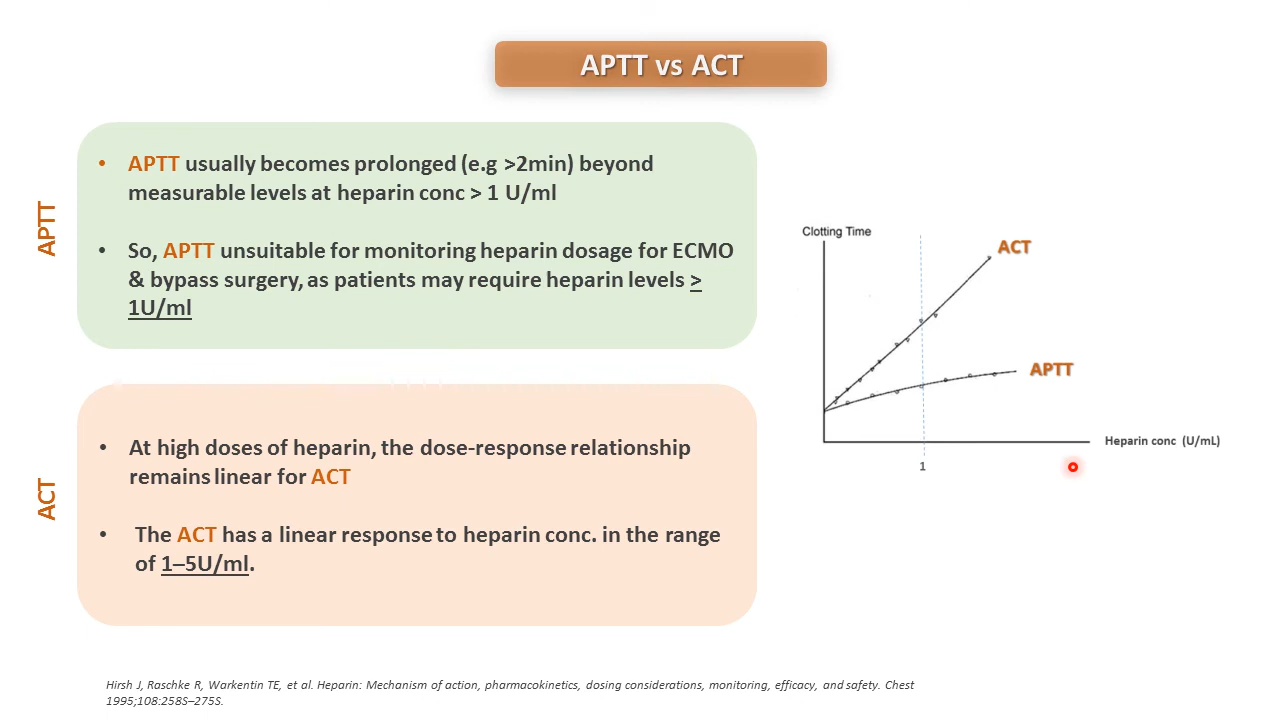 APTT vs ACT
APTT
• APTT usually becomes prolonged (e.g >2min) beyond
measurable levels at heparin conc > 1 U/ml
• So, APTT unsuitable for monitoring heparin dosage for ECMO
& bypass surgery, as patients may require heparin levels >
1U/ml
ACT
• At high doses of heparin, the dose-response relationship
remains linear for ACT
• The ACT has a linear response to heparin conc. in the range
of 1–5U/ml.
Clotting Time
ACT
APTT
Heparin conc (U/mL)
1
Hirsh J, Raschke R, Warkentin TE, et al. Heparin: Mechanism of action, pharmacokinetics, dosing considerations, monitoring, efficacy, and safety. Chest
1995;108:258S–275S.